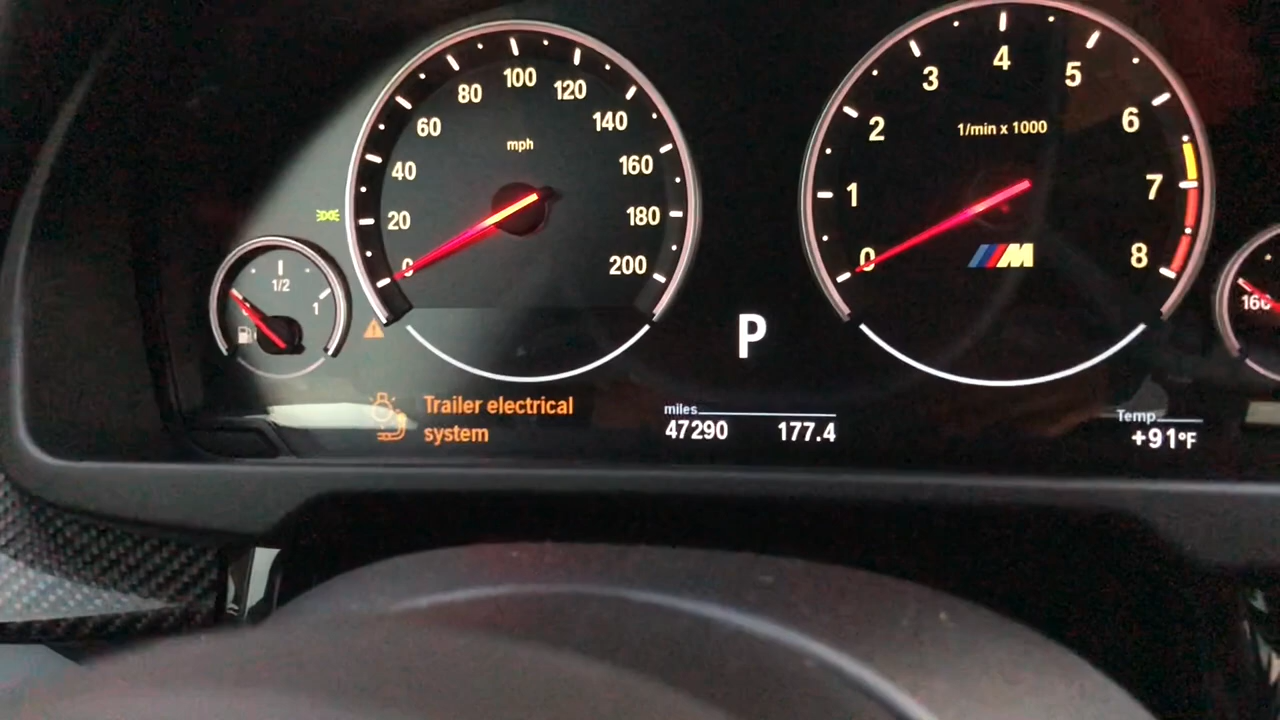 80 100 120
60 140
40 mph 160
20 180
0 200
1/2
1
3 4 5
2 1/min x 1000 6
1 7
0 M 8
P
Trailer electrical
system
miles
47290 177.4
Temp
+91°F